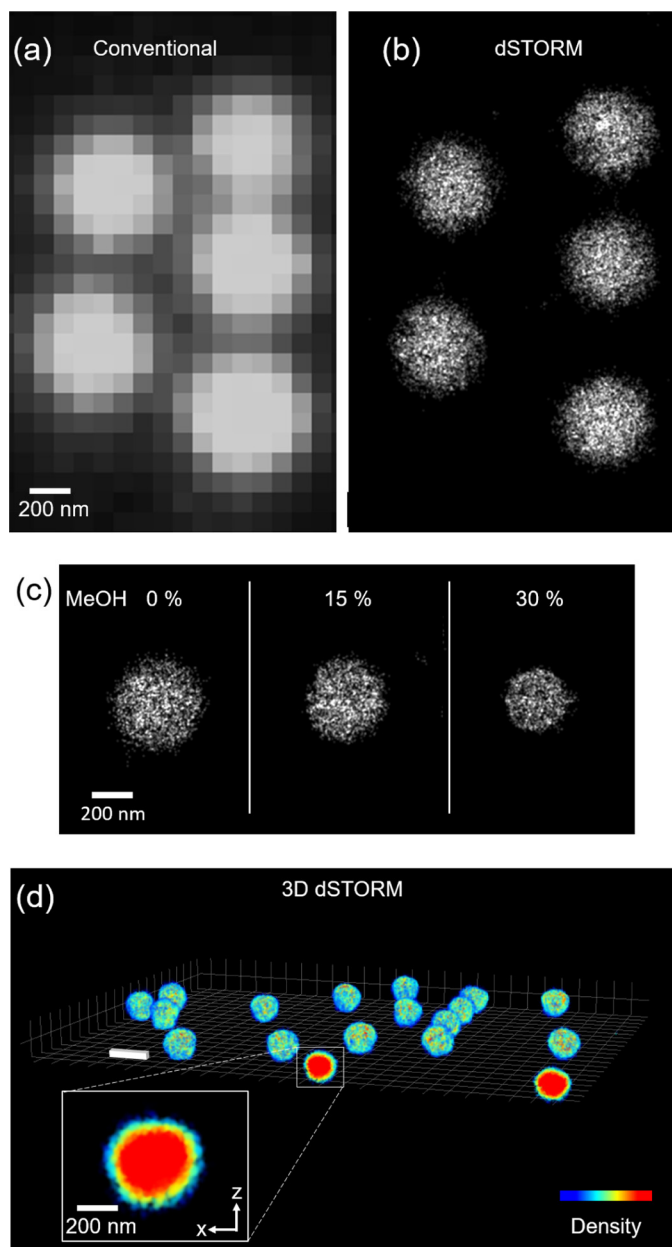 (a) Conventional
(b) dSTORM
200 nm
(c) MeOH 0 % 15 % 30 %
200 nm
(d) 3D dSTORM
200 nm
z
x
Density